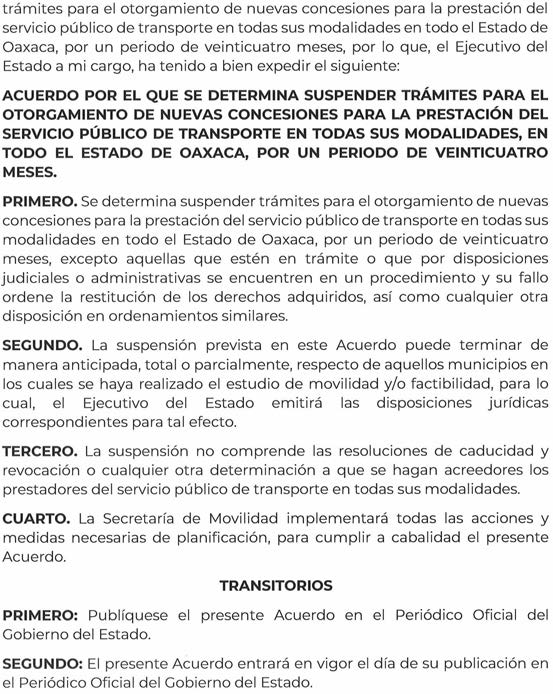 trámites para el otorgamiento de nuevas concesiones para la prestación del
servicio público de transporte en todas sus modalidades en todo el Estado de
Oaxaca, por un periodo de veinticuatro meses, por lo que, el Ejecutivo del
Estado a mi cargo, ha tenido a bien expedir el siguiente:
ACUERDO POR EL QUE SE DETERMINA SUSPENDER TRÁMITES PARA EL
OTORGAMIENTO DE NUEVAS CONCESIONES PARA LA PRESTACIÓN DEL
SERVICIO PÚBLICO DE TRANSPORTE EN TODAS SUS MODALIDADES, EN
TODO EL ESTADO DE OAXACA, POR UN PERIODO DE VEINTICUATRO
MESES.
PRIMERO. Se determina suspender trámites para el otorgamiento de nuevas
concesiones para la prestación del servicio público de transporte en todas sus
modalidades en todo el Estado de Oaxaca, por un periodo de veinticuatro
meses, excepto aquellas que estén en trámite o que por disposiciones
judiciales o administrativas se encuentren en un procedimiento y su fallo
ordene la restitución de los derechos adquiridos, así como cualquier otra
disposición en ordenamientos similares.
SEGUNDO. La suspensión prevista en este Acuerdo puede terminar de
manera anticipada, total o parcialmente, respecto de aquellos municipios en
los cuales se haya realizado el estudio de movilidad y/o factibilidad, para lo
cual, el Ejecutivo del Estado emitirá las disposiciones jurídicas
correspondientes para tal efecto.
TERCERO. La suspensión no comprende las resoluciones de caducidad y
revocación o cualquier otra determinación a que se hagan acreedores los
prestadores del servicio público de transporte en todas sus modalidades.
CUARTO. La Secretaría de Movilidad implementará todas las acciones y
medidas necesarias de planificación, para cumplir a cabalidad el presente
Acuerdo.
TRANSITORIOS
PRIMERO: Publíquese el presente Acuerdo en el Periódico Oficial del
Gobierno del Estado.
SEGUNDO: El presente Acuerdo entrará en vigor el día de su publicación en
el Periódico Oficial del Gobierno del Estado.